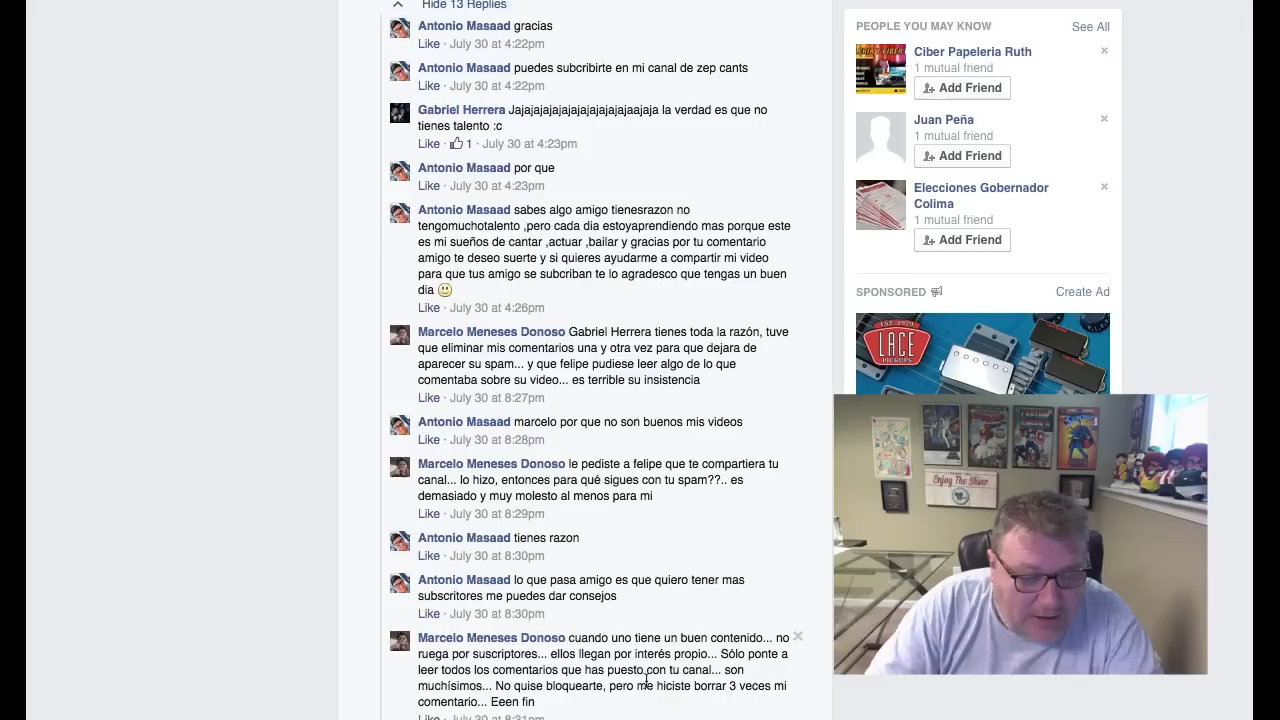 Hide 13 Replies
Antonio Masaad gracias
Like · July 30 at 4:22pm
Antonio Masaad puedes subcribirte en mi canal de zep cants
Like · July 30 at 4:22pm
Gabriel Herrera Jajajajajajajajajajajajajajaja la verdad es que no
tienes talento :c
Like · 1 · July 30 at 4:23pm
Antonio Masaad por que
Like · July 30 at 4:23pm
Antonio Masaad sabes algo amigo tienesrazon no
tengomuchotalento ,pero cada dia estoyaprendiendo mas porque este
es mi sueños de cantar ,actuar ,bailar y gracias por tu comentario
amigo te deseo suerte y si quieres ayudarme a compartir mi video
para que tus amigo se subcriban te lo agradesco que tengas un buen
dia
Like · July 30 at 4:26pm
Marcelo Meneses Donoso Gabriel Herrera tienes toda la razón, tuve
que eliminar mis comentarios una y otra vez para que dejara de
aparecer su spam... y que felipe pudiese leer algo de lo que
comentaba sobre su video... es terrible su insistencia
Like · July 30 at 8:27pm
Antonio Masaad marcelo por que no son buenos mis videos
Like · July 30 at 8:28pm
Marcelo Meneses Donoso le pediste a felipe que te compartiera tu
canal... lo hizo, entonces para qué sigues con tu spam??.. es
demasiado y muy molesto al menos para mi
Like · July 30 at 8:29pm
Antonio Masaad tienes razon
Like · July 30 at 8:30pm
Antonio Masaad lo que pasa amigo es que quiero tener mas
subscritores me puedes dar consejos
Like · July 30 at 8:30pm
Marcelo Meneses Donoso cuando uno tiene un buen contenido... no
ruega por suscriptores... ellos llegan por interés propio... Sólo ponte a
leer todos los comentarios que has puesto con tu canal... son
muchísimos... No quise bloquearte, pero me hiciste borrar 3 veces mi
comentario... Eeen fin
Like · July 30 at 8:31pm
PEOPLE YOU MAY KNOW See All
Ciber Papeleria Ruth
1 mutual friend
Add Friend
Juan Peña
1 mutual friend
Add Friend
Elecciones Gobernador
Colima
1 mutual friend
Add Friend
SPONSORED Create Ad
EST. 1979
LACE
PICKUPS
Enjoy The Show